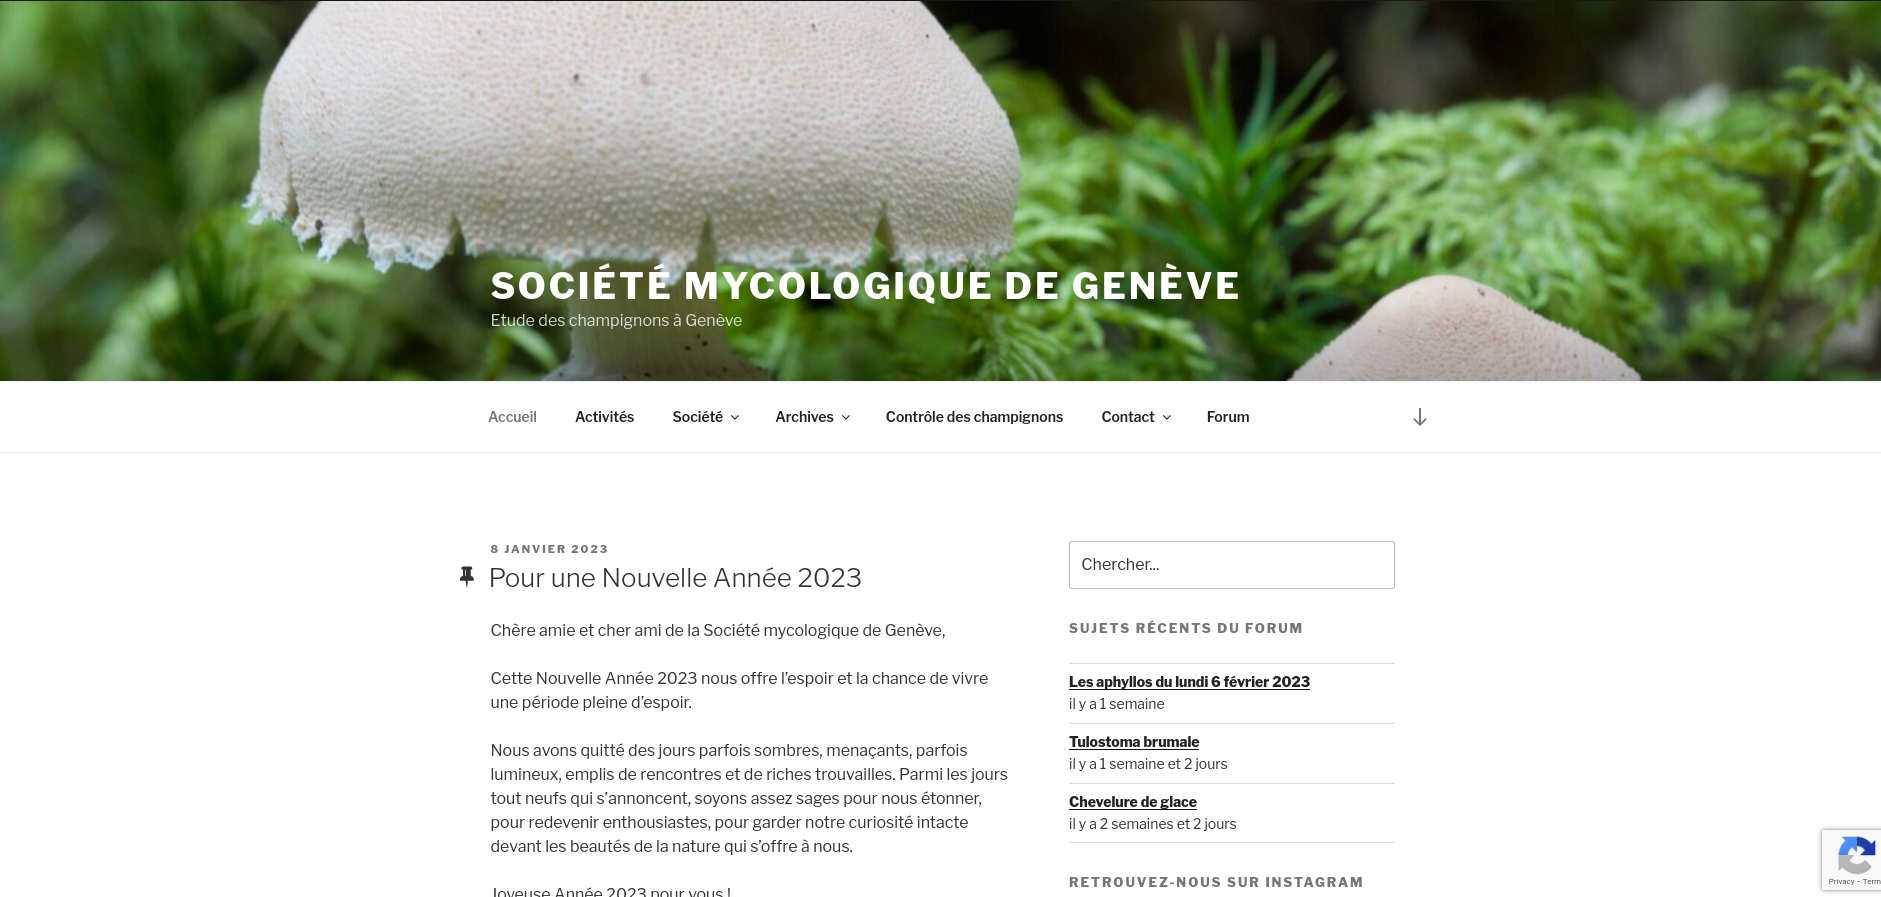 SOCIÉTÉ MYCOLOGIQUE DE GENÈVE
Etude des champignons à Genève
Accueil Activités Société Archives Contrôle des champignons Contact Forum
8 JANVIER 2023
Pour une Nouvelle Année 2023
Chère amie et cher ami de la Société mycologique de Genève,
Cette Nouvelle Année 2023 nous offre l’espoir et la chance de vivre
une période pleine d’espoir.
Nous avons quitté des jours parfois sombres, menaçants, parfois
lumineux, emplis de rencontres et de riches trouvailles. Parmi les jours
tout neufs qui s’annoncent, soyons assez sages pour nous étonner,
pour redevenir enthousiastes, pour garder notre curiosité intacte
devant les beautés de la nature qui s’offre à nous.
Joyeuse Année 2023 pour vous !
Chercher...
SUJETS RÉCENTS DU FORUM
Les aphyllos du lundi 6 février 2023
il y a 1 semaine
Tulostoma brumale
il y a 1 semaine et 2 jours
Chevelure de glace
il y a 2 semaines et 2 jours
RETROUVEZ-NOUS SUR INSTAGRAM
Privacy - Term